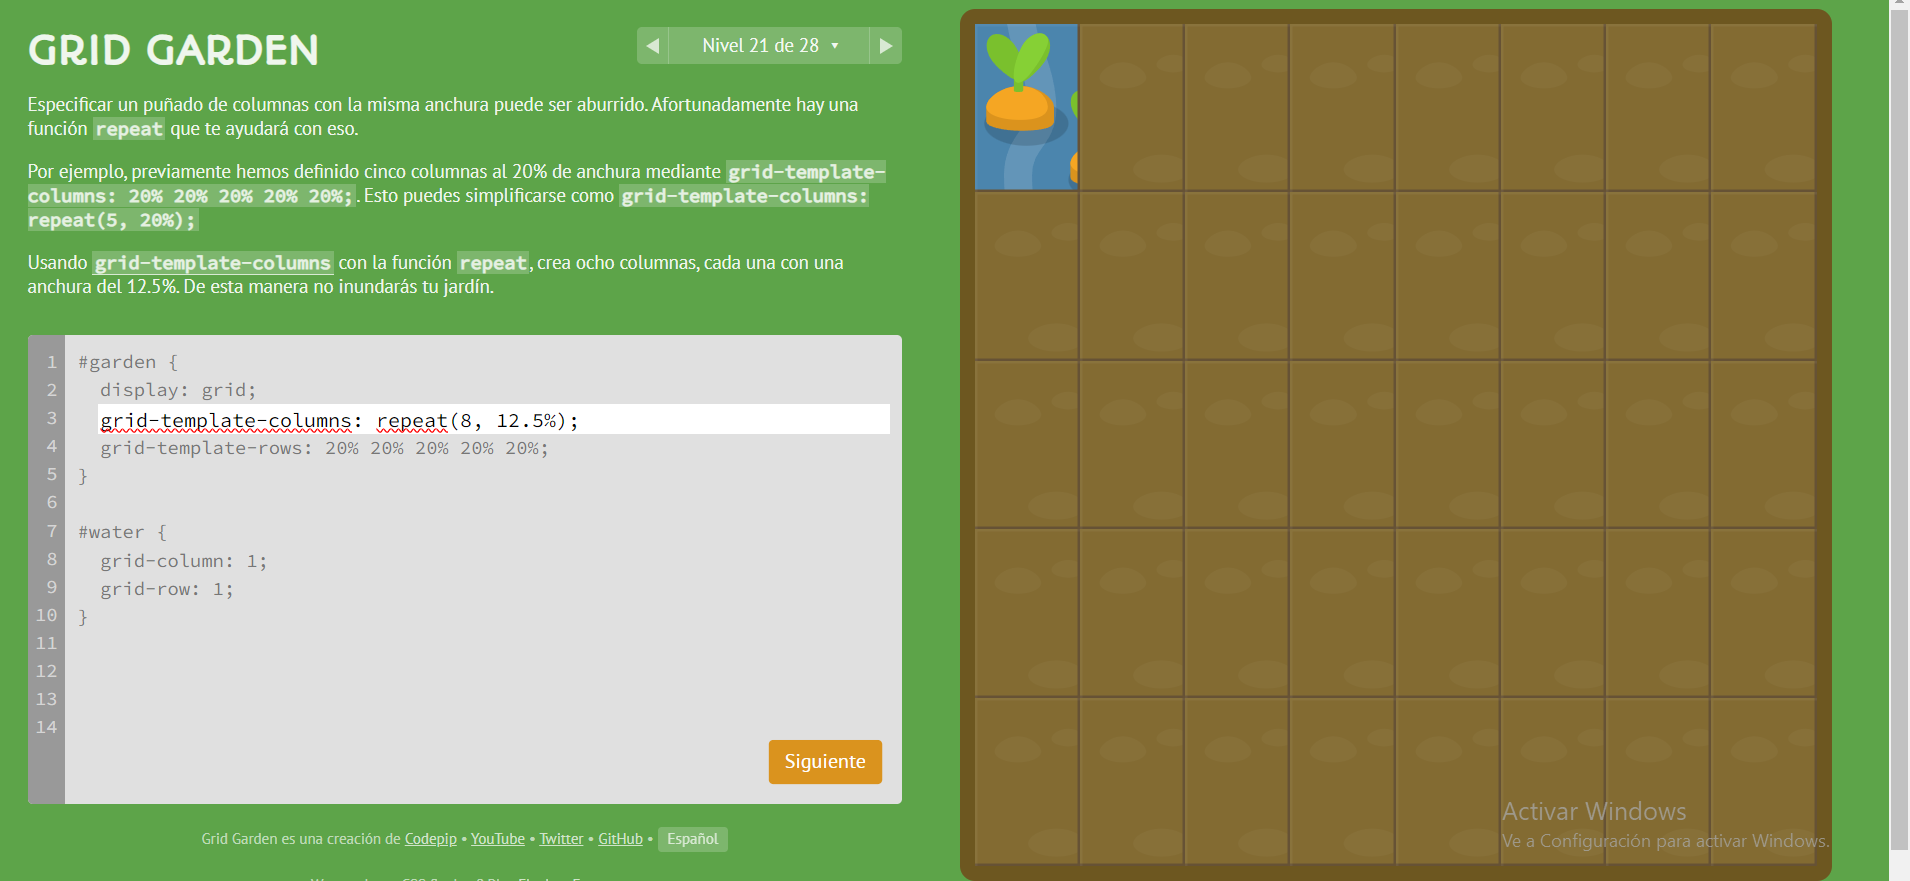 GRID GARDEN
◀ Nivel 21 de 28 ▼ ▶
Especificar un puñado de columnas con la misma anchura puede ser aburrido. Afortunadamente hay una
función repeat que te ayudará con eso.
Por ejemplo, previamente hemos definido cinco columnas al 20% de anchura mediante grid-template-
columns: 20% 20% 20% 20% 20%;. Esto puedes simplificarse como grid-template-columns:
repeat(5, 20%);
Usando grid-template-columns con la función repeat, crea ocho columnas, cada una con una
anchura del 12.5%. De esta manera no inundarás tu jardín.
1 #garden {
2 display: grid;
3 grid-template-columns: repeat(8, 12.5%);
4 grid-template-rows: 20% 20% 20% 20% 20%;
5 }
6
7 #water {
8 grid-column: 1;
9 grid-row: 1;
10 }
11
12
13
14
Siguiente
Grid Garden es una creación de Codepip • YouTube • Twitter • GitHub • Español
Activar Windows
Ve a Configuración para activar Windows.